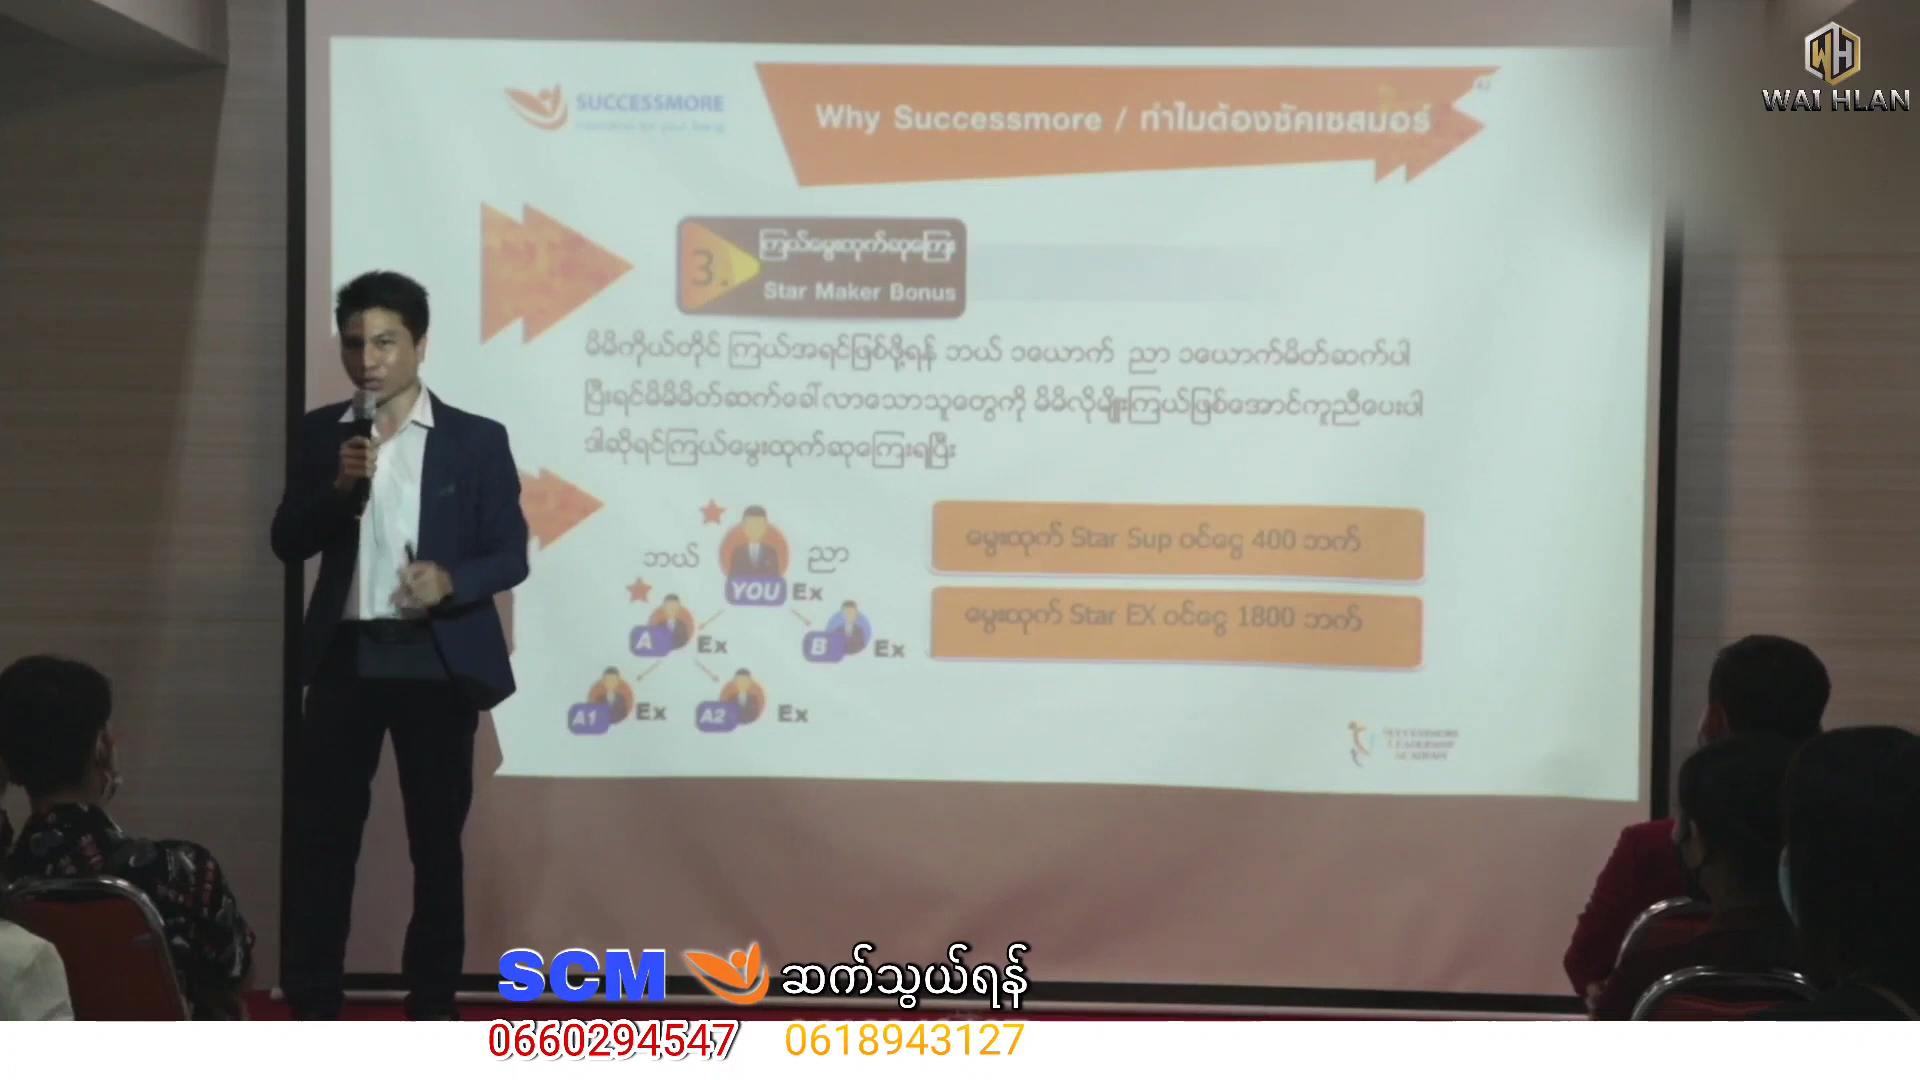 WH
WAI HLAN
SUCCESSMORE
Why Successmore / ทำไมต้องซัคเซสมอร์
3.
ကြယ်မွေးထုတ်ဆုကြေး
Star Maker Bonus
မိမိကိုယ်တိုင် ကြယ်အရင်ဖြစ်ဖို့ရန် ဘယ် ၁ယောက် ညာ ၁ယောက်မိတ်ဆက်ပါ
ပြီးရင်မိမိမိတ်ဆက်ခေါ်လာသောသူတွေကို မိမိလိုမျိုးကြယ်ဖြစ်အောင်ကူညီပေးပါ
ဒါဆိုရင်ကြယ်မွေးထုတ်ဆုကြေးရပြီး
ဘယ် ညာ
YOU Ex
A Ex B Ex
A1 Ex A2 Ex
မွေးထုတ် Star Sup ဝင်ငွေ 400 ဘတ်
မွေးထုတ် Star EX ဝင်ငွေ 1800 ဘတ်
SUCCESSMORE
LEADERSHIP
ACADEMY
SCM ဆက်သွယ်ရန်
0660294547 0618943127